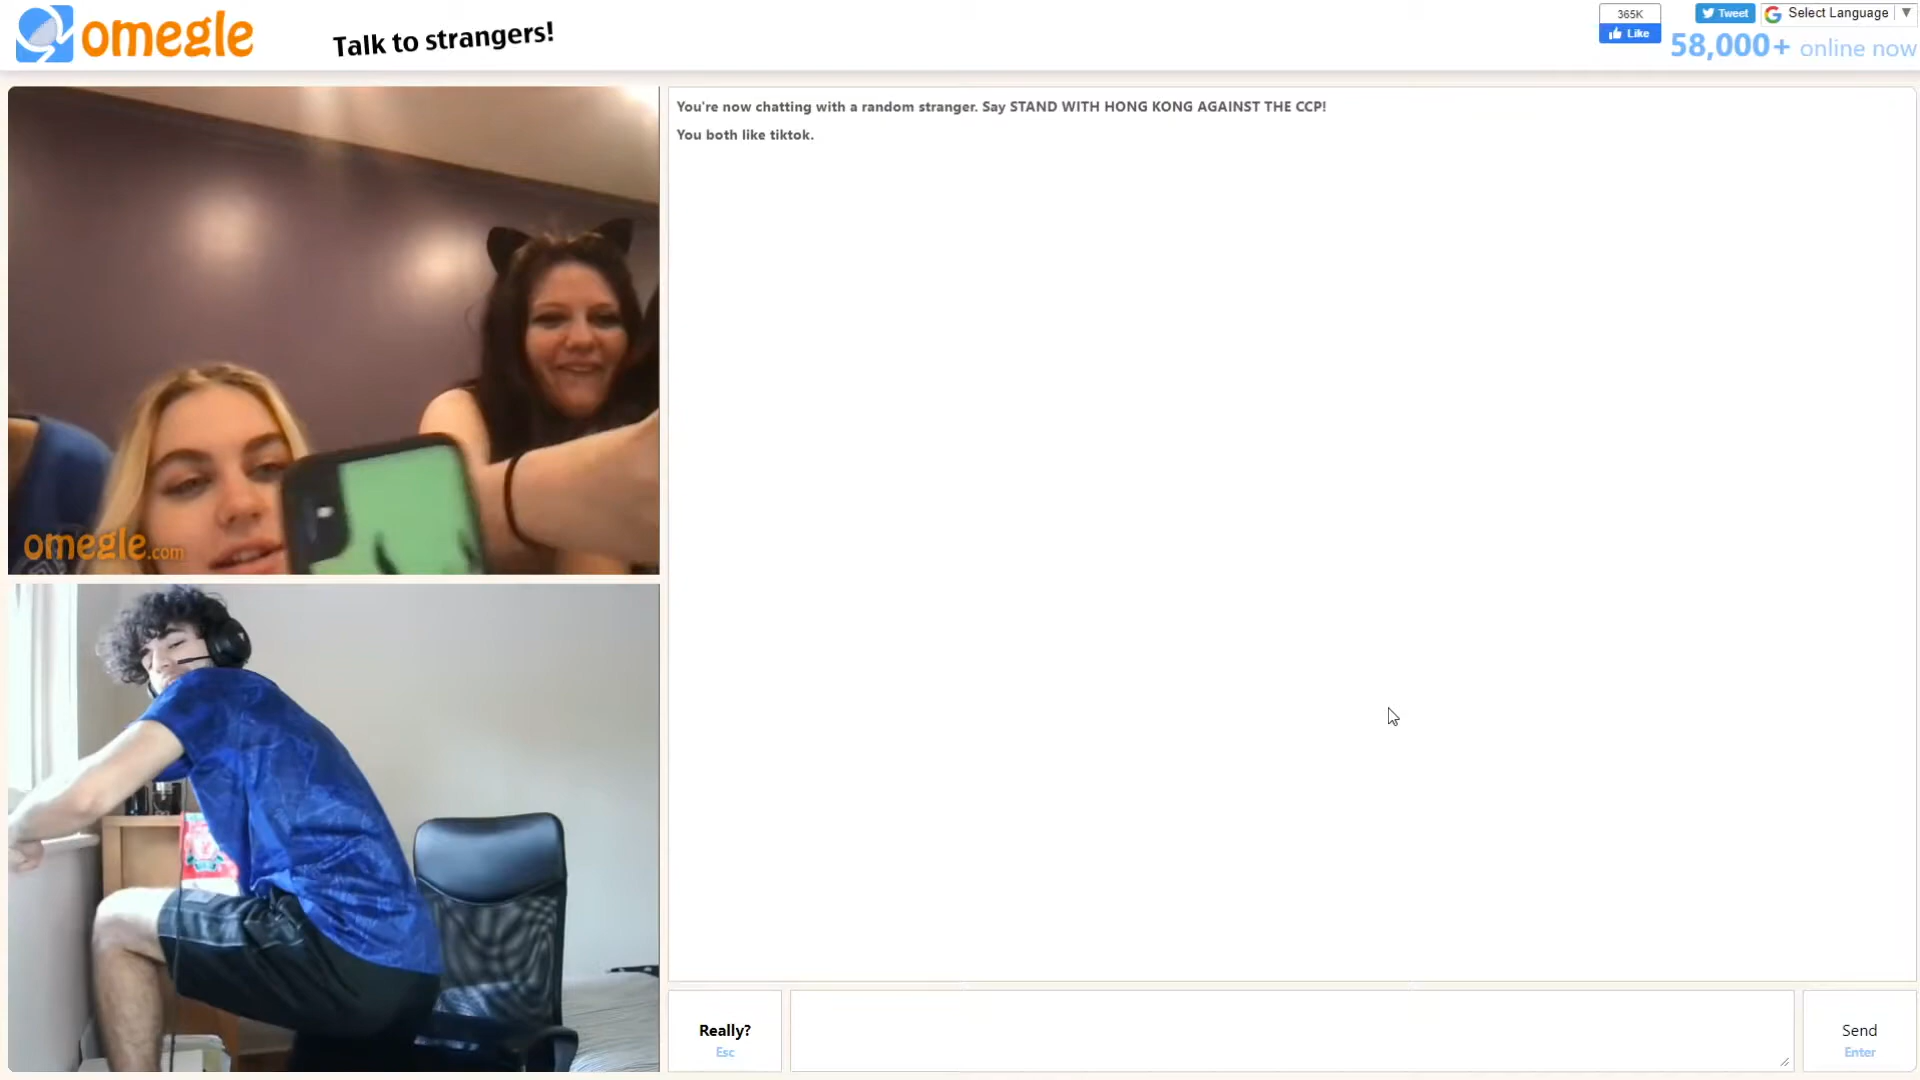 omegle
Talk to strangers!
365K
Like
Tweet
Select Language
58,000+ online now
You're now chatting with a random stranger. Say STAND WITH HONG KONG AGAINST THE CCP!
You both like tiktok.
omegle.com
Really?
Esc
Send
Enter